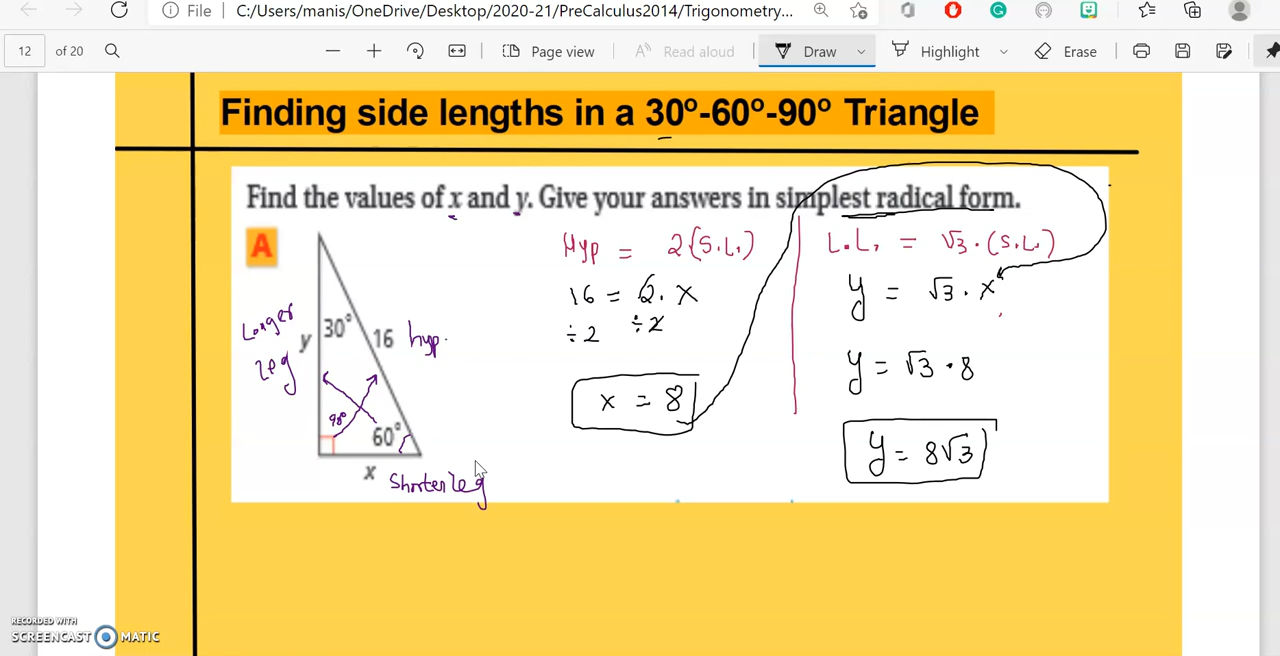 File C:/Users/manis/OneDrive/Desktop/2020-21/PreCalculus2014/Trigonometry...
12 of 20 Page view Read aloud Draw Highlight Erase
Finding side lengths in a 30º-60º-90º Triangle
Find the values of x and y. Give your answers in simplest radical form.
A
Hyp = 2(S.L.)
16 = 2. x
÷2 ÷2
x = 8
L.L. = √3 . (S.L.)
y = √3 . x
y = √3 . 8
y = 8√3
Longer
leg
y
30°
16 hyp.
90°
60°
x
Shorter leg
RECORDED WITH
SCREENCAST MATIC